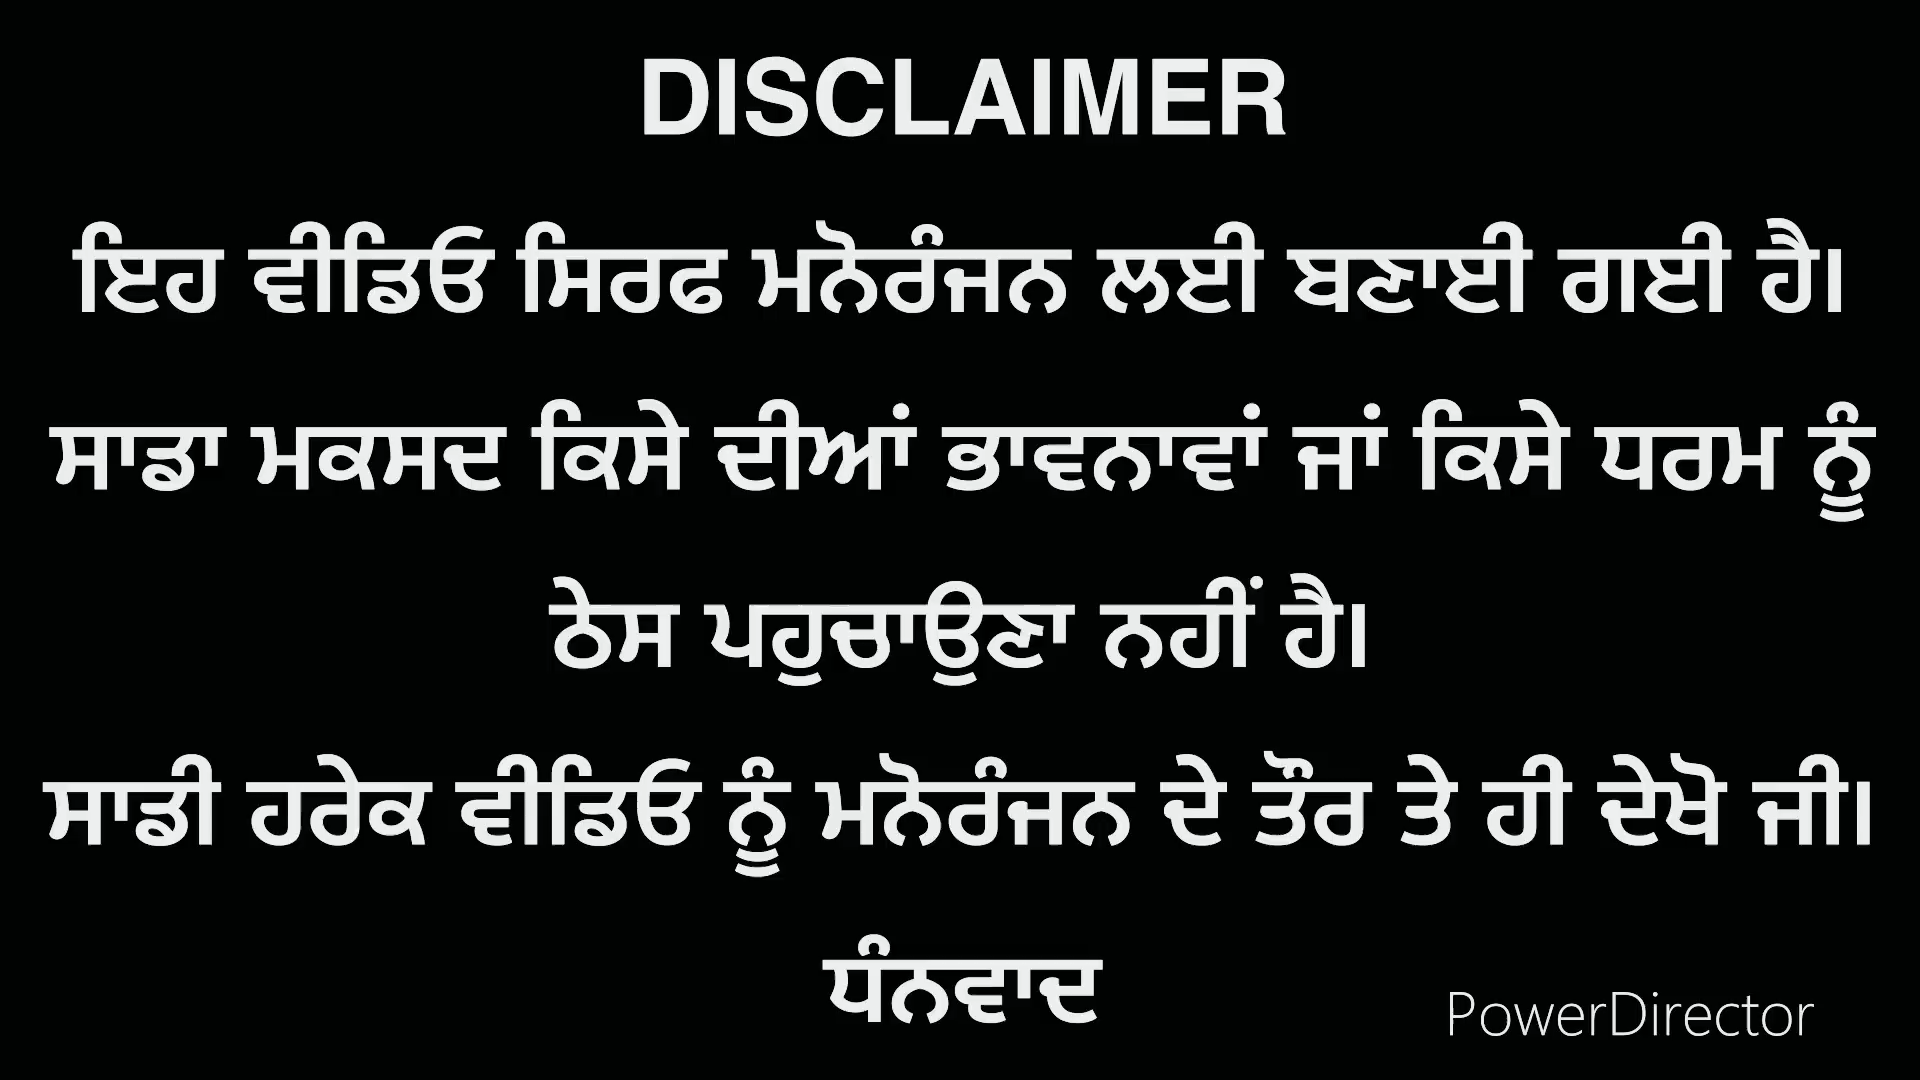 DISCLAIMER
ਇਹ ਵੀਡਿਓ ਸਿਰਫ ਮਨੋਰੰਜਨ ਲਈ ਬਣਾਈ ਗਈ ਹੈ।
ਸਾਡਾ ਮਕਸਦ ਕਿਸੇ ਦੀਆਂ ਭਾਵਨਾਵਾਂ ਜਾਂ ਕਿਸੇ ਧਰਮ ਨੂੰ
ਠੇਸ ਪਹੁਚਾਉਣਾ ਨਹੀਂ ਹੈ।
ਸਾਡੀ ਹਰੇਕ ਵੀਡਿਓ ਨੂੰ ਮਨੋਰੰਜਨ ਦੇ ਤੌਰ ਤੇ ਹੀ ਦੇਖੋ ਜੀ।
ਧੰਨਵਾਦ
PowerDirector